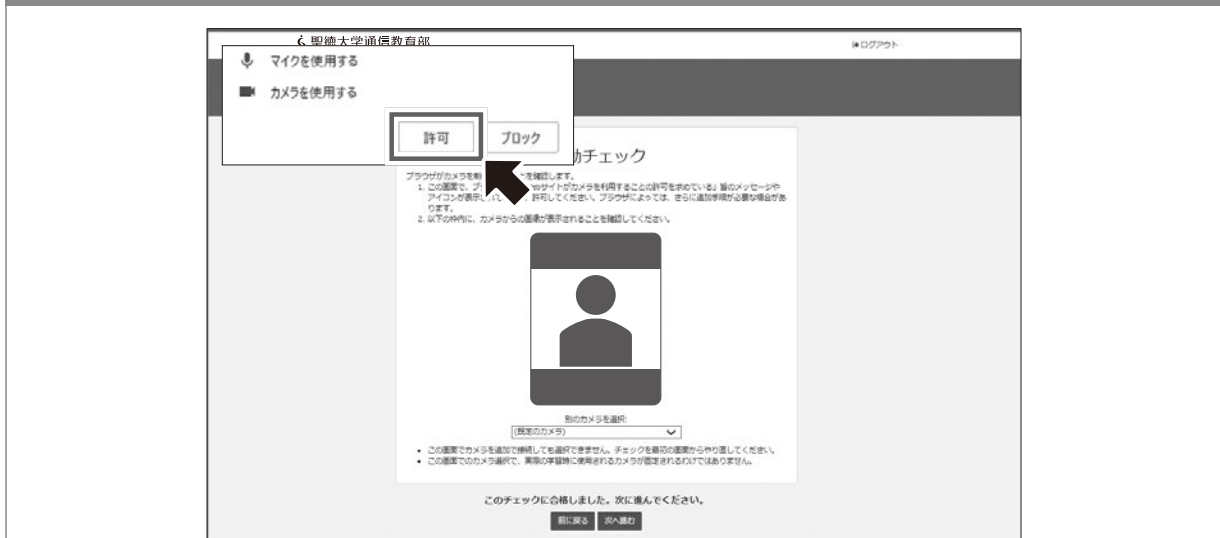 聖徳大学通信教育部
ログアウト
マイクを使用する
カメラを使用する
許可
ブロック
チェック
ブラウザがカメラを
を確認します。
1. この画面で、
サイトがカメラを利用することの許可を求めている」旨のメッセージや
アイコンが表示
許可してください。ブラウザによっては、さらに追加手順が必要な場合があ
ります。
2. 以下の枠内に、カメラからの画像が表示されることを確認してください。
別のカメラを選択:
(既定のカメラ)
• この画面でカメラを追加で接続しても選択できません。チェックを最初の画面からやり直してください。
• この画面でのカメラ選択で、実際の学習時に使用されるカメラが固定されるわけではありません。
このチェックに合格しました。次に進んでください。
前に戻る
次へ進む